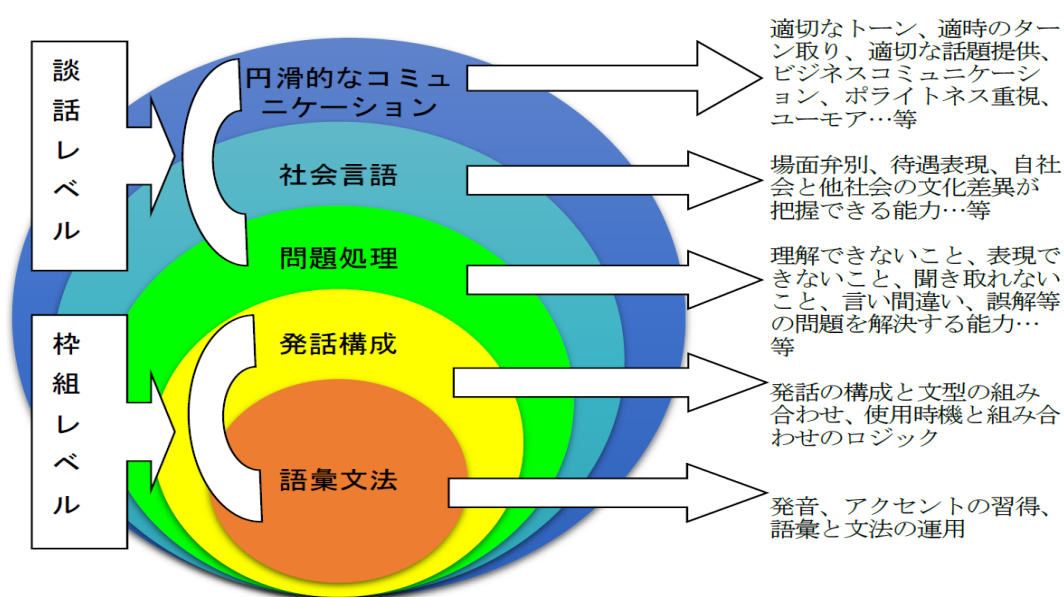 談話レベル
円滑的なコミュ
ニケーション
適切なトーン、適時のター
ン取り、適切な話題提供、
ビジネスコミュニケーシ
ョン、ポライトネス重視、
ユーモア…等
社会言語
場面弁別、待遇表現、自社
会と他社会の文化差異が
把握できる能力…等
問題処理
理解できないこと、表現で
きないこと、聞き取れない
こと、言い間違い、誤解等
の問題を解決する能力…
等
枠組レベル
発話構成
発話の構成と文型の組み
合わせ、使用時機と組み合
わせのロジック
語彙文法
発音、アクセントの習得、
語彙と文法の運用